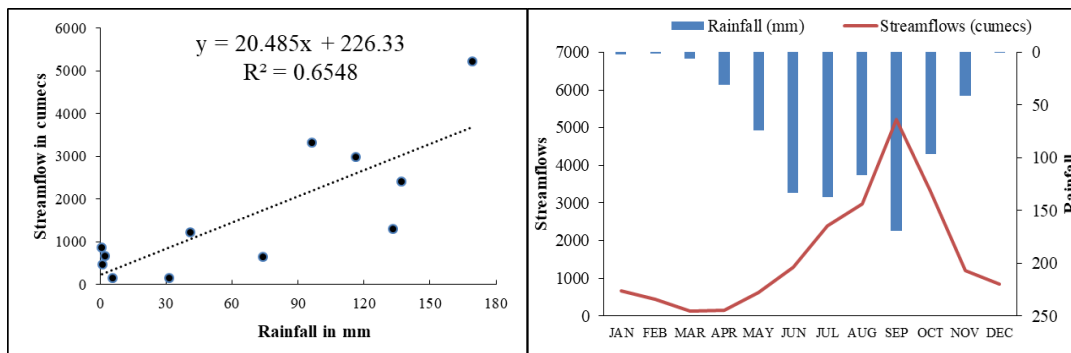 y = 20.485x + 226.33
R² = 0.6548
6000
5000
4000
3000
2000
1000
0
Streamflow in cumecs
0 30 60 90 120 150 180
Rainfall in mm
Rainfall (mm) Streamflows (cumecs)
7000
6000
5000
4000
3000
2000
1000
0
Streamflows
0
50
100
150
200
250
Rainfall
JAN FEB MAR APR MAY JUN JUL AUG SEP OCT NOV DEC